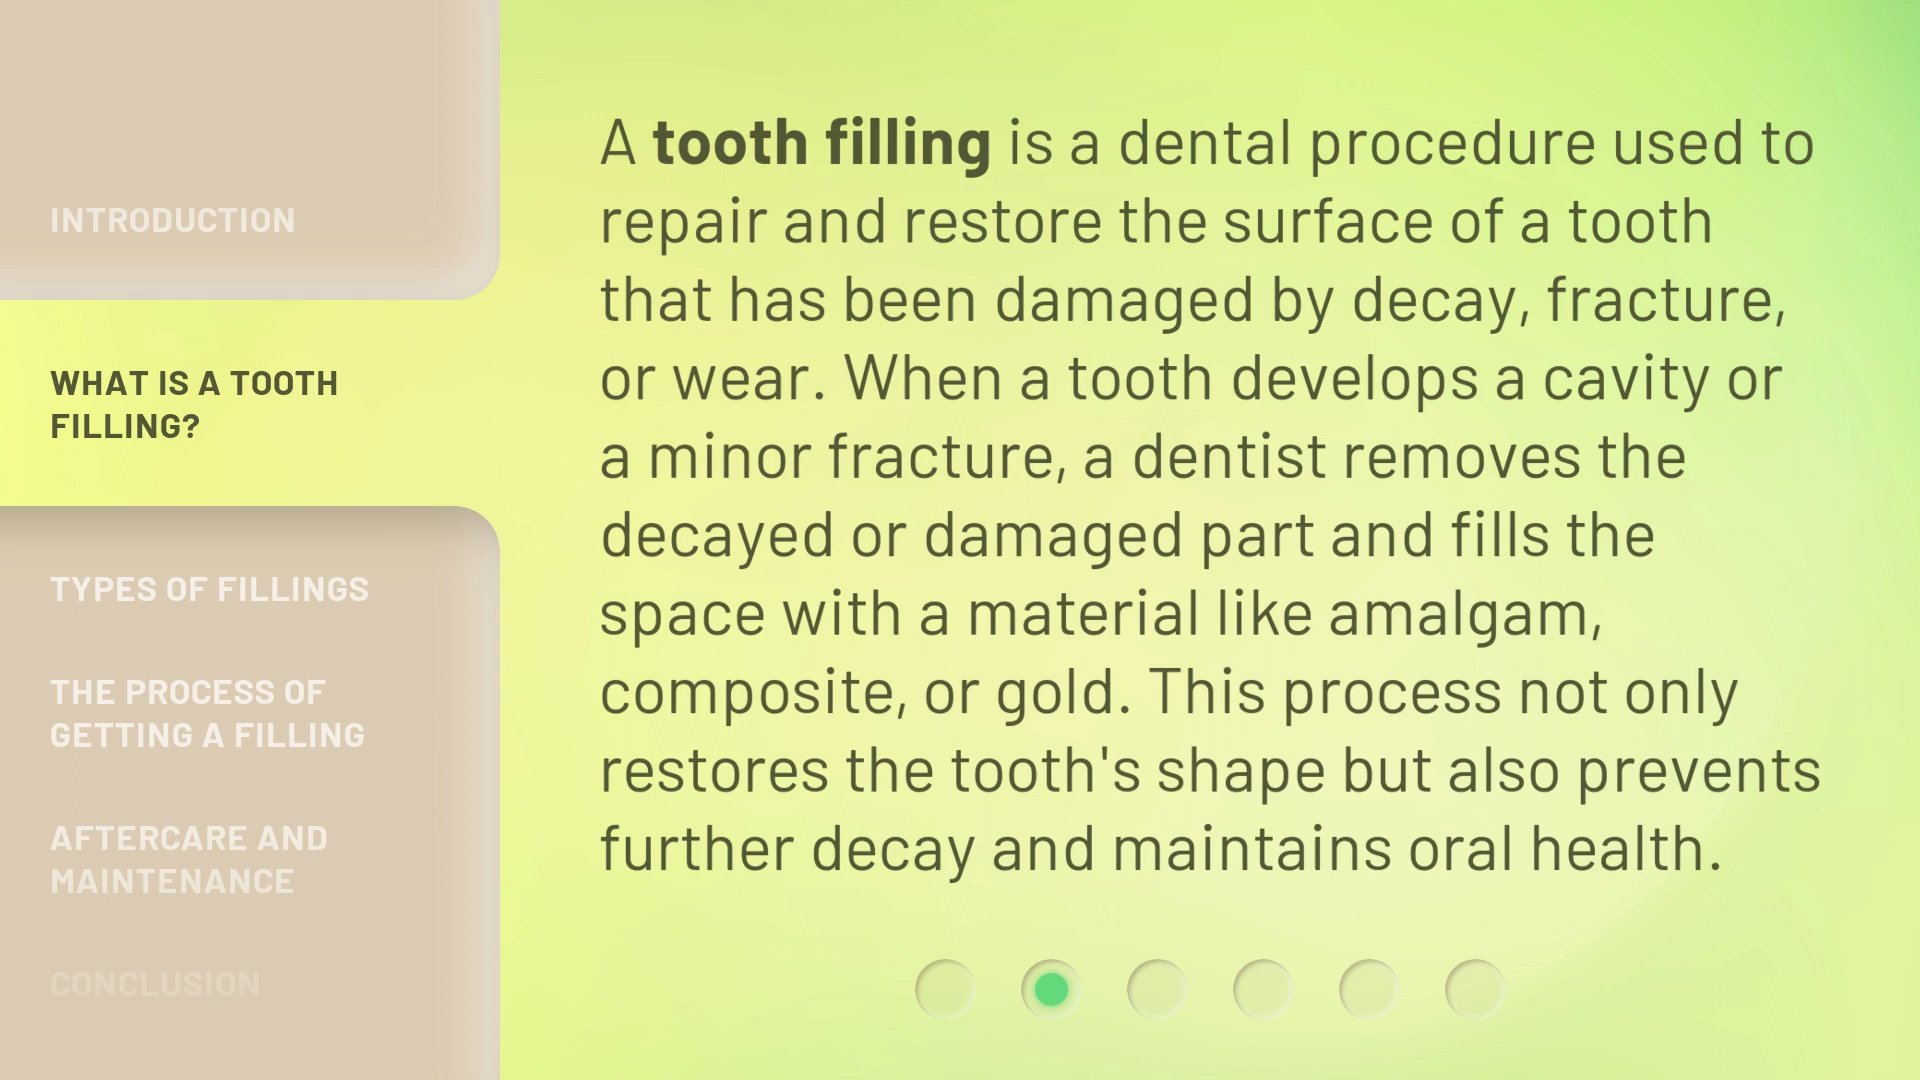 INTRODUCTION
WHAT IS A TOOTH
FILLING?
TYPES OF FILLINGS
THE PROCESS OF
GETTING A FILLING
AFTERCARE AND
MAINTENANCE
CONCLUSION
A tooth filling is a dental procedure used to
repair and restore the surface of a tooth
that has been damaged by decay, fracture,
or wear. When a tooth develops a cavity or
a minor fracture, a dentist removes the
decayed or damaged part and fills the
space with a material like amalgam,
composite, or gold. This process not only
restores the tooth's shape but also prevents
further decay and maintains oral health.